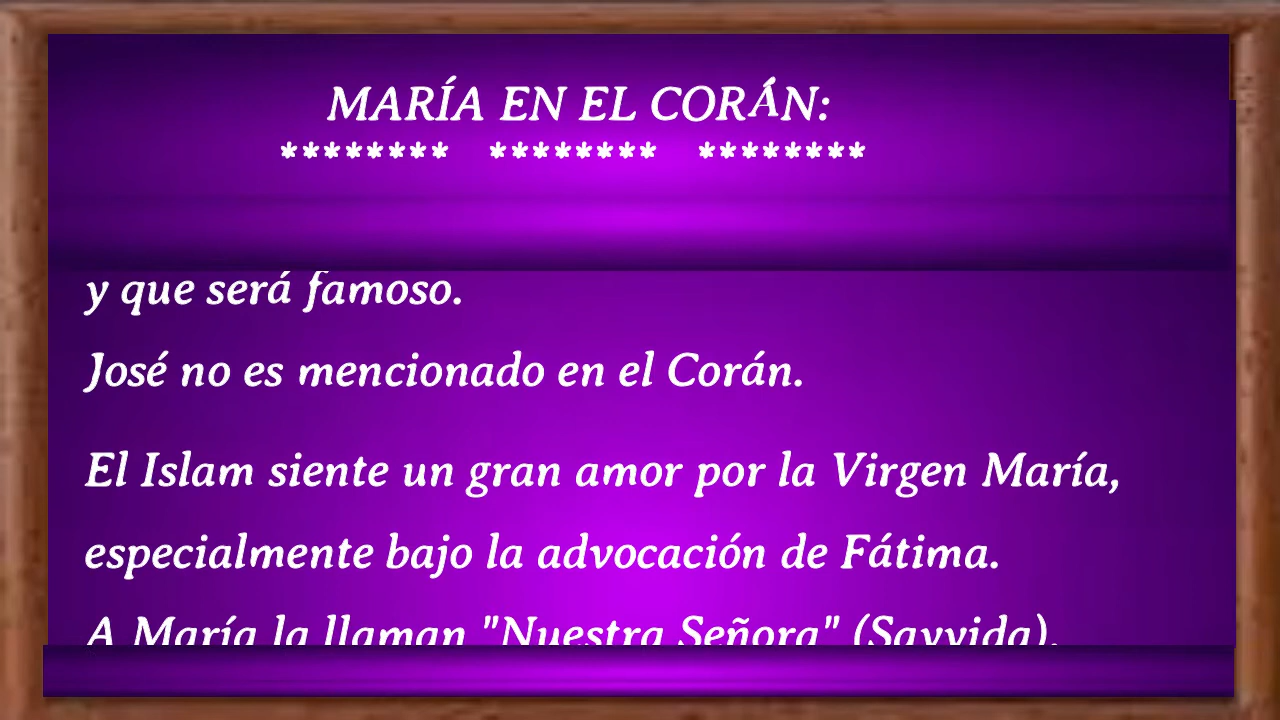 MARÍA EN EL CORÁN:
******** ******** ********
y que será famoso.
José no es mencionado en el Corán.
El Islam siente un gran amor por la Virgen María,
especialmente bajo la advocación de Fátima.
A María la llaman "Nuestra Señora" (Sayyida).